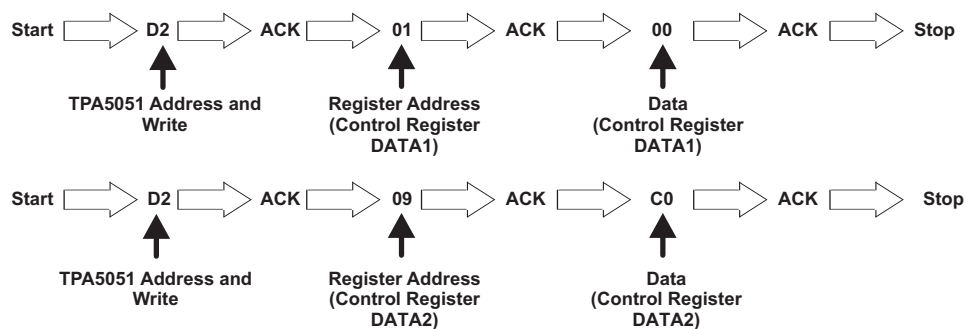 Start D2 ACK 01 ACK 00 ACK Stop
TPA5051 Address and
Write
Register Address
(Control Register
DATA1)
Data
(Control Register
DATA1)
Start D2 ACK 09 ACK C0 ACK Stop
TPA5051 Address and
Write
Register Address
(Control Register
DATA2)
Data
(Control Register
DATA2)